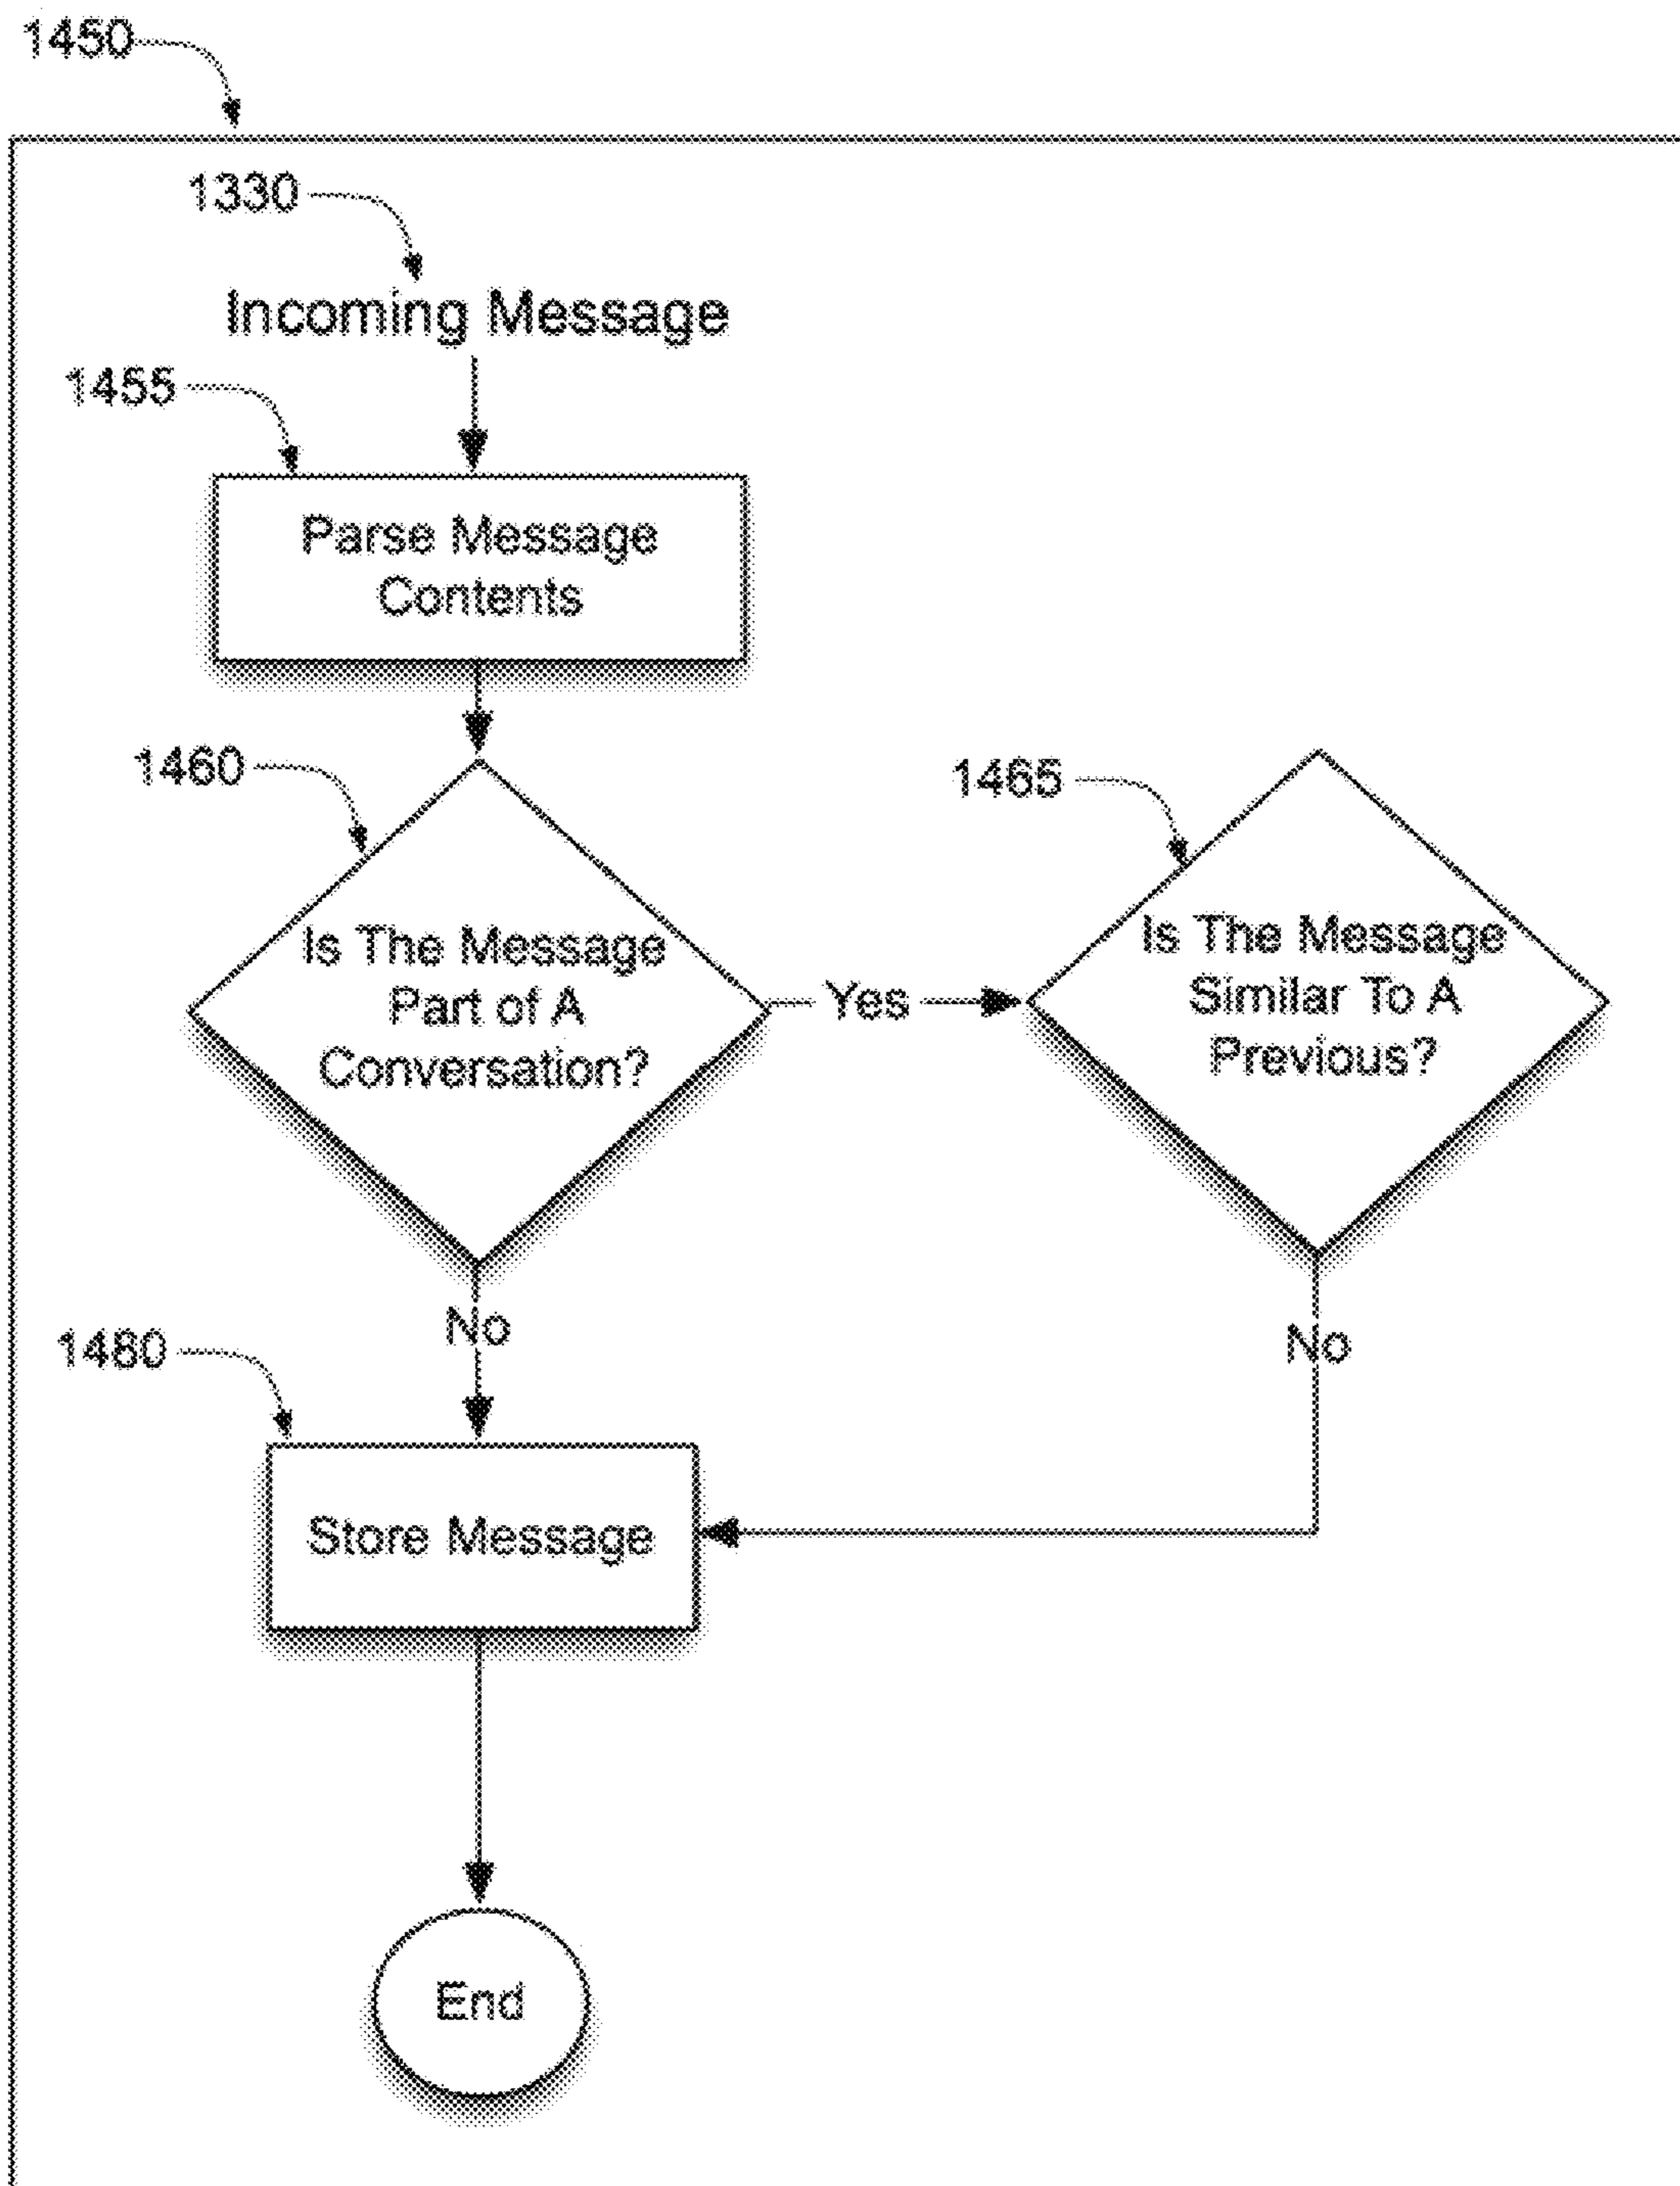 1450
1330
Incoming Message
1455
Parse Message
Contents
1460
Is The Message
Part of A
Conversation?
Yes
1465
Is The Message
Similar To A
Previous?
No
No
1480
Store Message
End